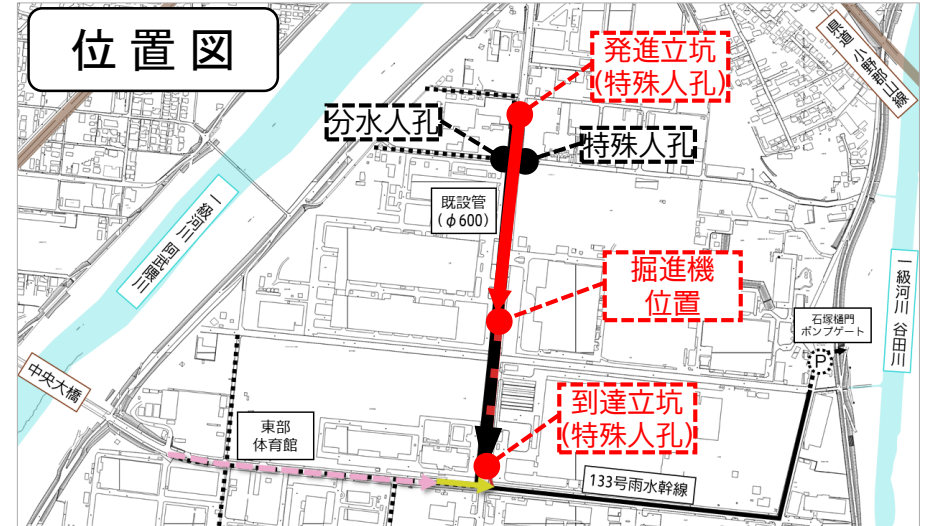 位置図
発進立坑
(特殊人孔)
県道 小野郡山線
分水人孔
特殊人孔
既設管
(φ600)
一級河川 阿武隈川
掘進機
位置
一級河川 谷田川
石塚樋門
ポンプゲート
P
中央大橋
到達立坑
(特殊人孔)
東部
体育館
133号雨水幹線